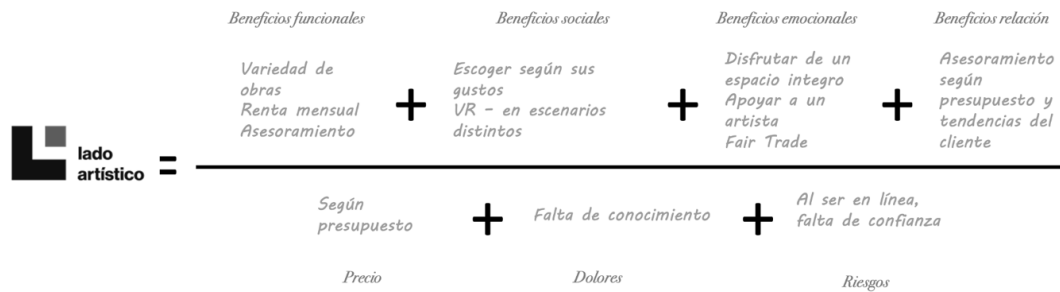 Beneficios funcionales
Beneficios sociales
Beneficios emocionales
Beneficios relación
Variedad de
obras
Renta mensual
Asesoramiento
+
Escoger según sus
gustos
VR - en escenarios
distintos
+
Disfrutar de un
espacio integro
Apoyar a un
artista
Fair Trade
+
Asesoramiento
según
presupuesto y
tendencias del
cliente
lado
artístico
=
Según
presupuesto
+
Falta de conocimiento
+
Al ser en línea,
falta de confianza
Precio
Dolores
Riesgos